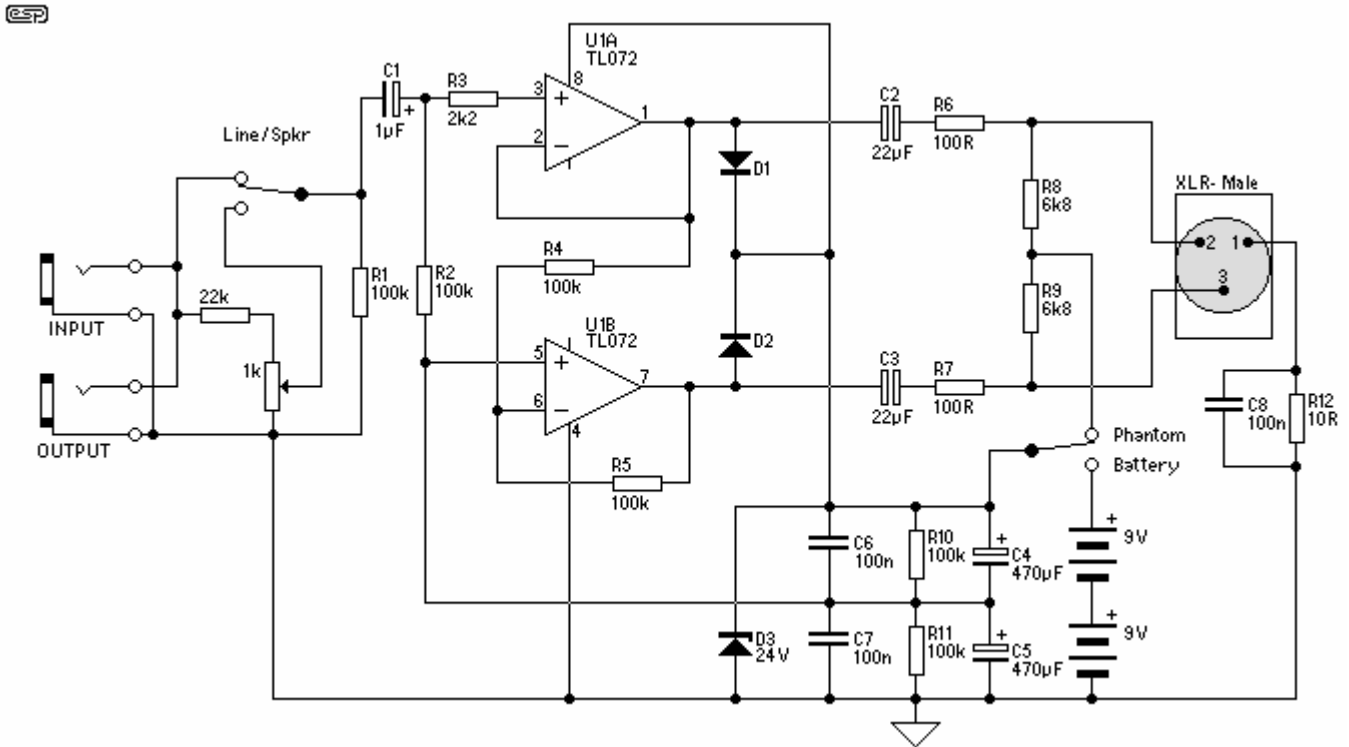 esp
U1A
TL072
8
C1
1µF
+
R3
2k2
3
+
2
−
1
C2
22µF
R6
100R
Line/Spkr
D1
XLR- Male
R8
6k8
2
1
3
R4
100k
R1
100k
R2
100k
R9
6k8
22k
INPUT
U1B
TL072
D2
5
+
6
−
7
4
C3
22µF
R7
100R
1k
OUTPUT
C8
100n
R12
10R
Phantom
Battery
R5
100k
C6
100n
R10
100k
+
C4
470µF
+
9V
D3
24V
C7
100n
R11
100k
+
C5
470µF
+
9V